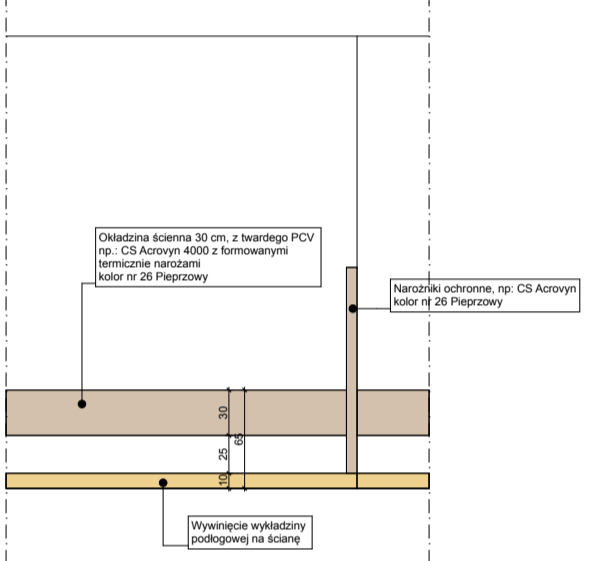 Okładzina ścienna 30 cm, z twardego PCV
np.: CS Acrovyn 4000 z formowanymi
termicznie narożami
kolor nr 26 Pieprzowy
Narożniki ochronne, np: CS Acrovyn
kolor nr 26 Pieprzowy
30
65
25
10
Wywinięcie wykładziny
podłogowej na ścianę